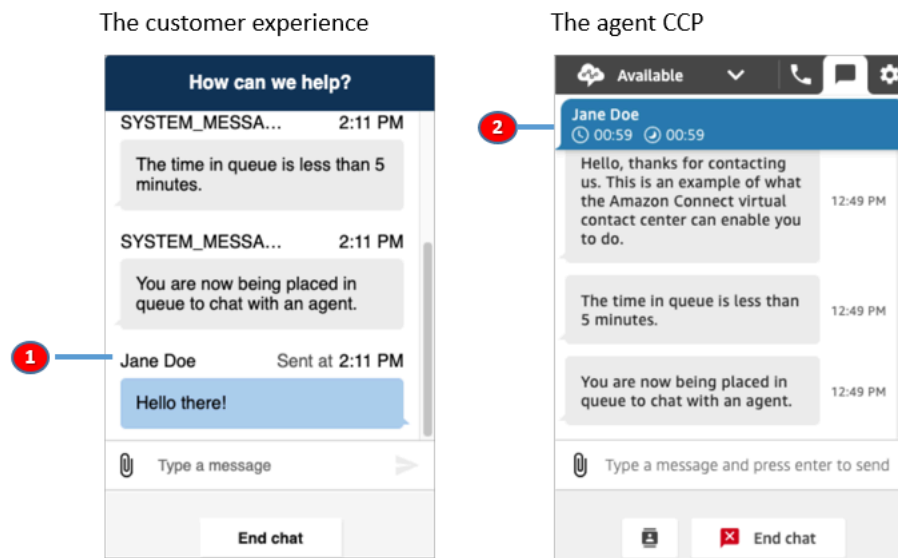 The customer experience
How can we help?
SYSTEM_MESSA... 2:11 PM
The time in queue is less than 5
minutes.
SYSTEM_MESSA... 2:11 PM
You are now being placed in
queue to chat with an agent.
1
Jane Doe Sent at 2:11 PM
Hello there!
Type a message
End chat
The agent CCP
Available
2
Jane Doe
00:59 00:59
Hello, thanks for contacting
us. This is an example of what
the Amazon Connect virtual
contact center can enable you
to do.
12:49 PM
The time in queue is less than
5 minutes.
12:49 PM
You are now being placed in
queue to chat with an agent.
12:49 PM
Type a message and press enter to send
End chat